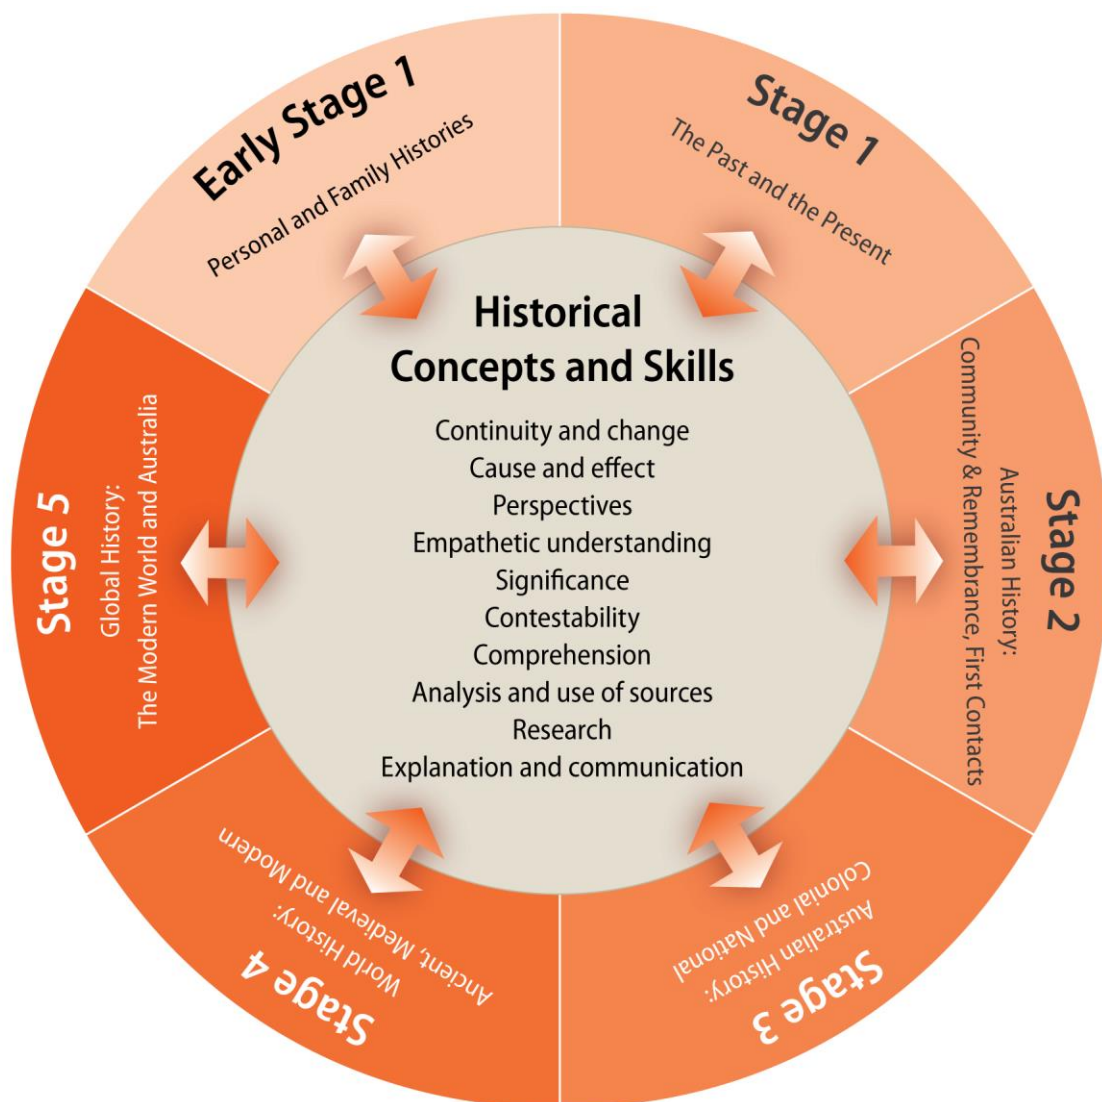 Early Stage 1
Personal and Family Histories
Stage 1
The Past and the Present
Stage 2
Australian History:
Community & Remembrance, First Contacts
Stage 3
Australian History:
Colonial and National
Stage 4
World History:
Ancient, Medieval and Modern
Stage 5
Global History:
The Modern World and Australia
Historical
Concepts and Skills
Continuity and change
Cause and effect
Perspectives
Empathetic understanding
Significance
Contestability
Comprehension
Analysis and use of sources
Research
Explanation and communication